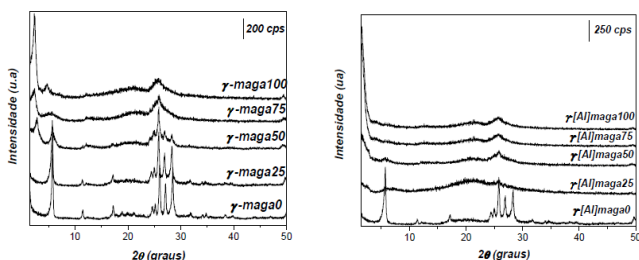 200 cps
Intensidade (u.a)
γ-maga100
γ-maga75
γ-maga50
γ-maga25
γ-maga0
0 10 20 30 40 50
2θ (graus)
250 cps
Intensidade (ua)
γ[Al]maga100
γ[Al]maga75
γ[Al]maga50
γ[Al]maga25
γ[Al]maga0
10 20 30 40 50
2θ (graus)